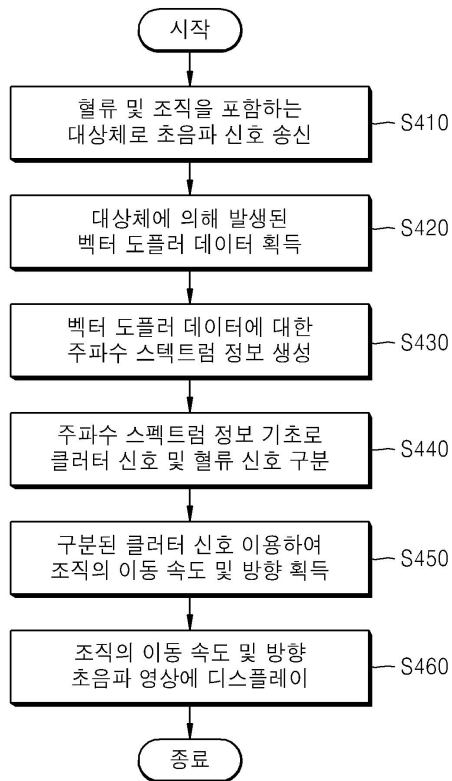 시작
혈류 및 조직을 포함하는
대상체로 초음파 신호 송신
S410
대상체에 의해 발생된
벡터 도플러 데이터 획득
S420
벡터 도플러 데이터에 대한
주파수 스텍트럼 정보 생성
S430
주파수 스펙트럼 정보 기초로
클러터 신호 및 혈류 신호 구분
S440
구분된 클러터 신호 이용하여
조직의 이동 속도 및 방향 획득
S450
조직의 이동 속도 및 방향
초음파 영상에 디스플레이
S460
종료